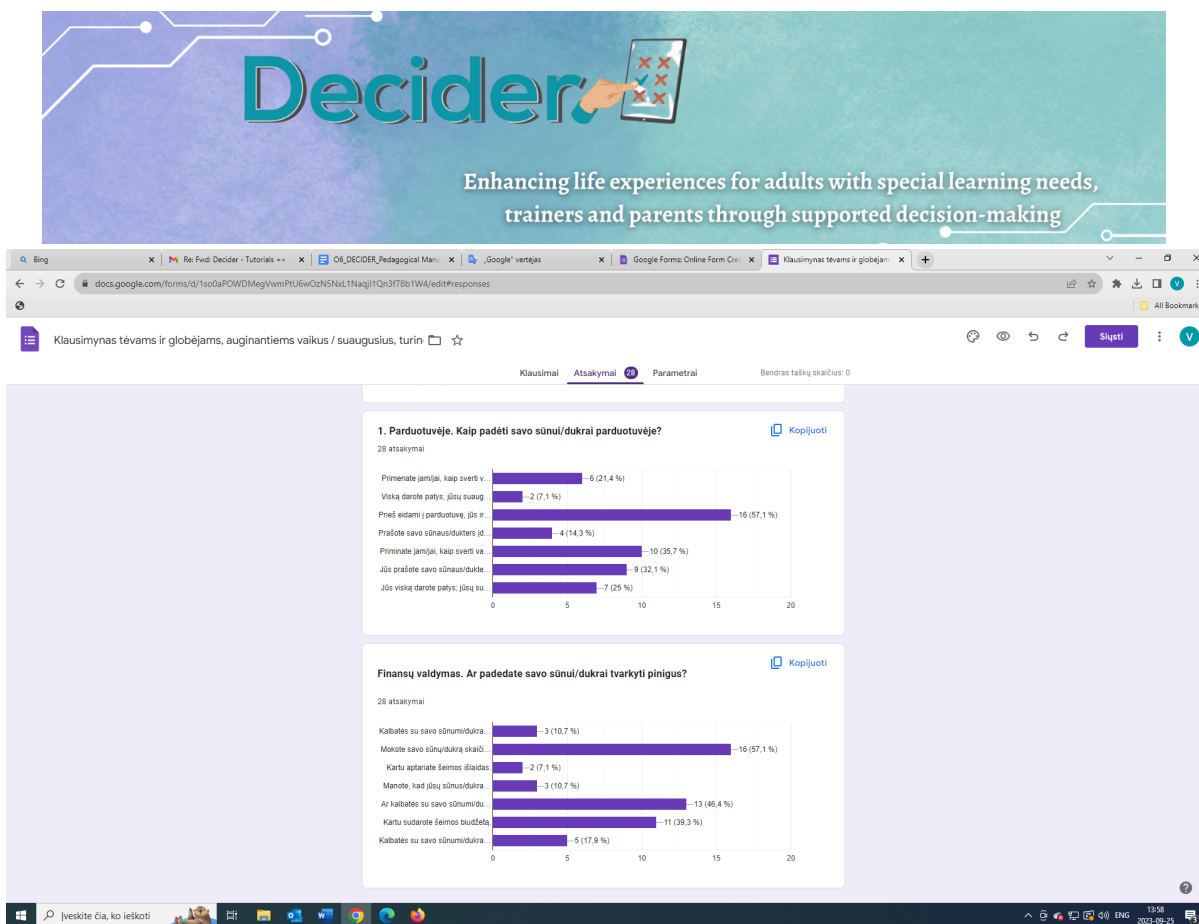 Decider
Enhancing life experiences for adults with special learning needs,
trainers and parents through supported decision-making
Bing
Re: Fwd: Decider - Tutorials ++ -
O6_DECIDER_Pedagogical Manu
„Google“ vertėjas
Google Forms: Online Form Cre
Klausimynas tėvams ir globėjam
docs.google.com/forms/d/1so0aPOWDMegVwmPtU6wOzN5NxL1Naqjl1Qn3f78b1W4/edit#responses
All Bookmark
Klausimynas tėvams ir globėjams, auginantiems vaikus / suaugusius, turin
Siųsti
V
Klausimai Atsakymai 28 Parametrai Bendras taškų skaičius: 0
1. Parduotuvėje. Kaip padėti savo sūnui/dukrai parduotuvėje?
Kopijuoti
28 atsakymai
Primenate jam/jai, kaip sverti v... 6 (21,4 %)
Viską darote patys; jūsų suaug... 2 (7,1 %)
Prieš eidami į parduotuvę, jūs ir... 16 (57,1 %)
Prašote savo sūnaus/dukters įd... 4 (14,3 %)
Priminate jam/jai, kaip sverti va... 10 (35,7 %)
Jūs prašote savo sūnaus/dukte... 9 (32,1 %)
Jūs viską darote patys; jūsų su... 7 (25 %)
0 5 10 15 20
Finansų valdymas. Ar padedate savo sūnui/dukrai tvarkyti pinigus?
Kopijuoti
28 atsakymai
Kalbatės su savo sūnumi/dukra... 3 (10,7 %)
Mokote savo sūnų/dukrą skaiči... 16 (57,1 %)
Kartu aptariate šeimos išlaidas. 2 (7,1 %)
Manote, kad jūsų sūnus/dukra... 3 (10,7 %)
Ar kalbatės su savo sūnumi/du... 13 (46,4 %)
Kartu sudarote šeimos biudžetą. 11 (39,3 %)
Kalbatės su savo sūnumi/dukra... 5 (17,9 %)
0 5 10 15 20
Įveskite čia, ko ieškoti
ENG
13:58
2023-09-25